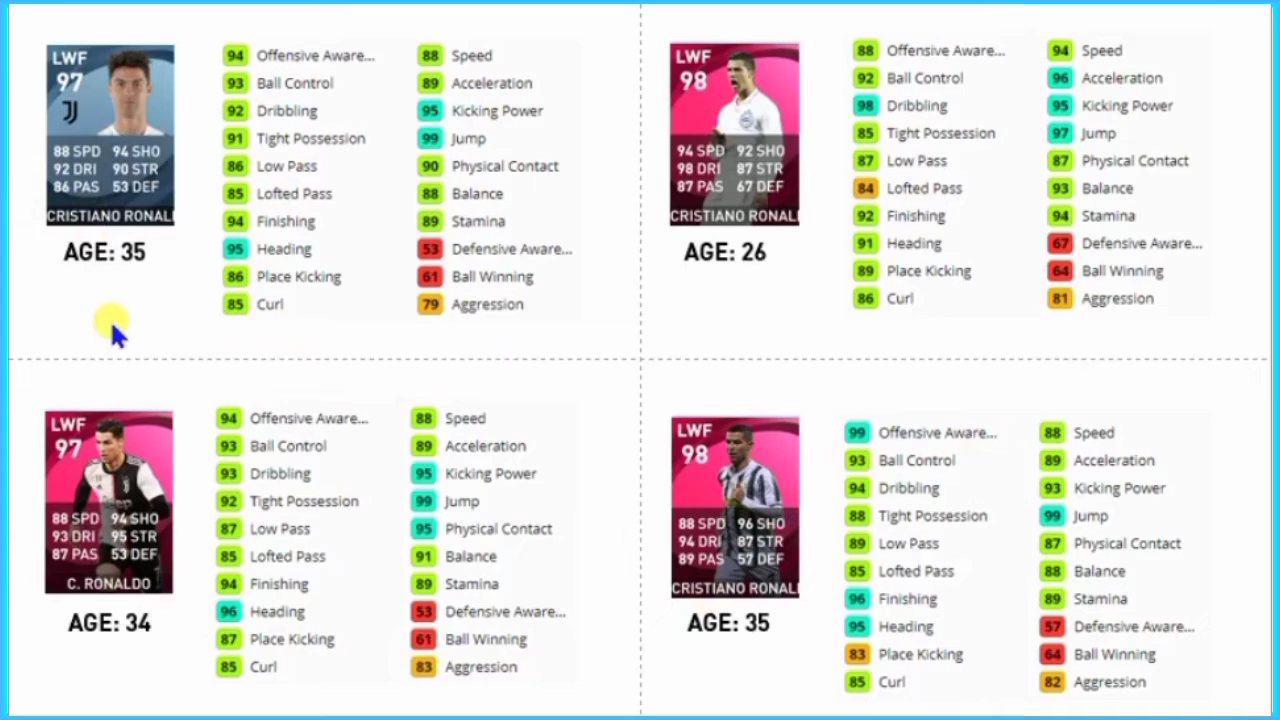 LWF
97
88 SPD 94 SHO
92 DRI 90 STR
86 PAS 53 DEF
CRISTIANO RONAL
AGE: 35
94 Offensive Aware... 88 Speed
93 Ball Control 89 Acceleration
92 Dribbling 95 Kicking Power
91 Tight Possession 99 Jump
86 Low Pass 90 Physical Contact
85 Lofted Pass 88 Balance
94 Finishing 89 Stamina
95 Heading 53 Defensive Aware...
86 Place Kicking 61 Ball Winning
85 Curl 79 Aggression
LWF
98
94 SPD 92 SHO
98 DRI 87 STR
87 PAS 67 DEF
CRISTIANO RONAL
AGE: 26
88 Offensive Aware... 94 Speed
92 Ball Control 96 Acceleration
98 Dribbling 95 Kicking Power
85 Tight Possession 97 Jump
87 Low Pass 87 Physical Contact
84 Lofted Pass 93 Balance
92 Finishing 94 Stamina
91 Heading 67 Defensive Aware...
89 Place Kicking 64 Ball Winning
86 Curl 81 Aggression
LWF
97
88 SPD 94 SHO
93 DRI 95 STR
87 PAS 53 DEF
C. RONALDO
AGE: 34
94 Offensive Aware... 88 Speed
93 Ball Control 89 Acceleration
93 Dribbling 95 Kicking Power
92 Tight Possession 99 Jump
87 Low Pass 95 Physical Contact
85 Lofted Pass 91 Balance
94 Finishing 89 Stamina
96 Heading 53 Defensive Aware...
87 Place Kicking 61 Ball Winning
85 Curl 83 Aggression
LWF
98
88 SPD 96 SHO
94 DRI 87 STR
89 PAS 57 DEF
CRISTIANO RONAL
AGE: 35
99 Offensive Aware... 88 Speed
93 Ball Control 89 Acceleration
94 Dribbling 93 Kicking Power
88 Tight Possession 99 Jump
89 Low Pass 87 Physical Contact
85 Lofted Pass 88 Balance
96 Finishing 89 Stamina
95 Heading 57 Defensive Aware...
83 Place Kicking 64 Ball Winning
85 Curl 82 Aggression